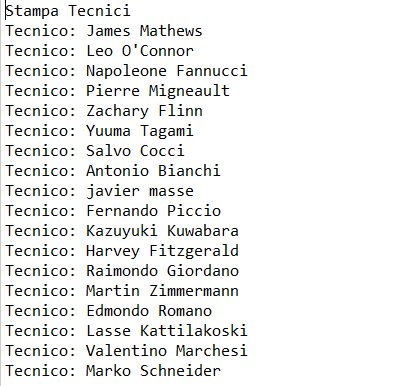 Stampa Tecnici
Tecnico: James Mathews
Tecnico: Leo O'Connor
Tecnico: Napoleone Fannucci
Tecnico: Pierre Migneault
Tecnico: Zachary Flinn
Tecnico: Yuuma Tagami
Tecnico: Salvo Cocci
Tecnico: Antonio Bianchi
Tecnico: javier masse
Tecnico: Fernando Piccio
Tecnico: Kazuyuki Kuwabara
Tecnico: Harvey Fitzgerald
Tecnico: Raimondo Giordano
Tecnico: Martin Zimmermann
Tecnico: Edmondo Romano
Tecnico: Lasse Kattilakoski
Tecnico: Valentino Marchesi
Tecnico: Marko Schneider